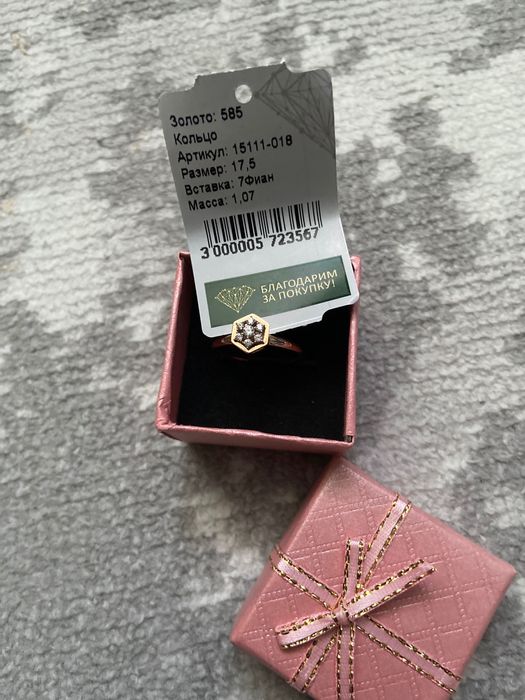 Золото: 585
Кольцо
Артикул: 15111-018
Размер: 17,5
Вставка: 7Фиан
Масса: 1,07
3 000005 723567
БЛАГОДАРИМ
ЗА ПОКУПКУ!